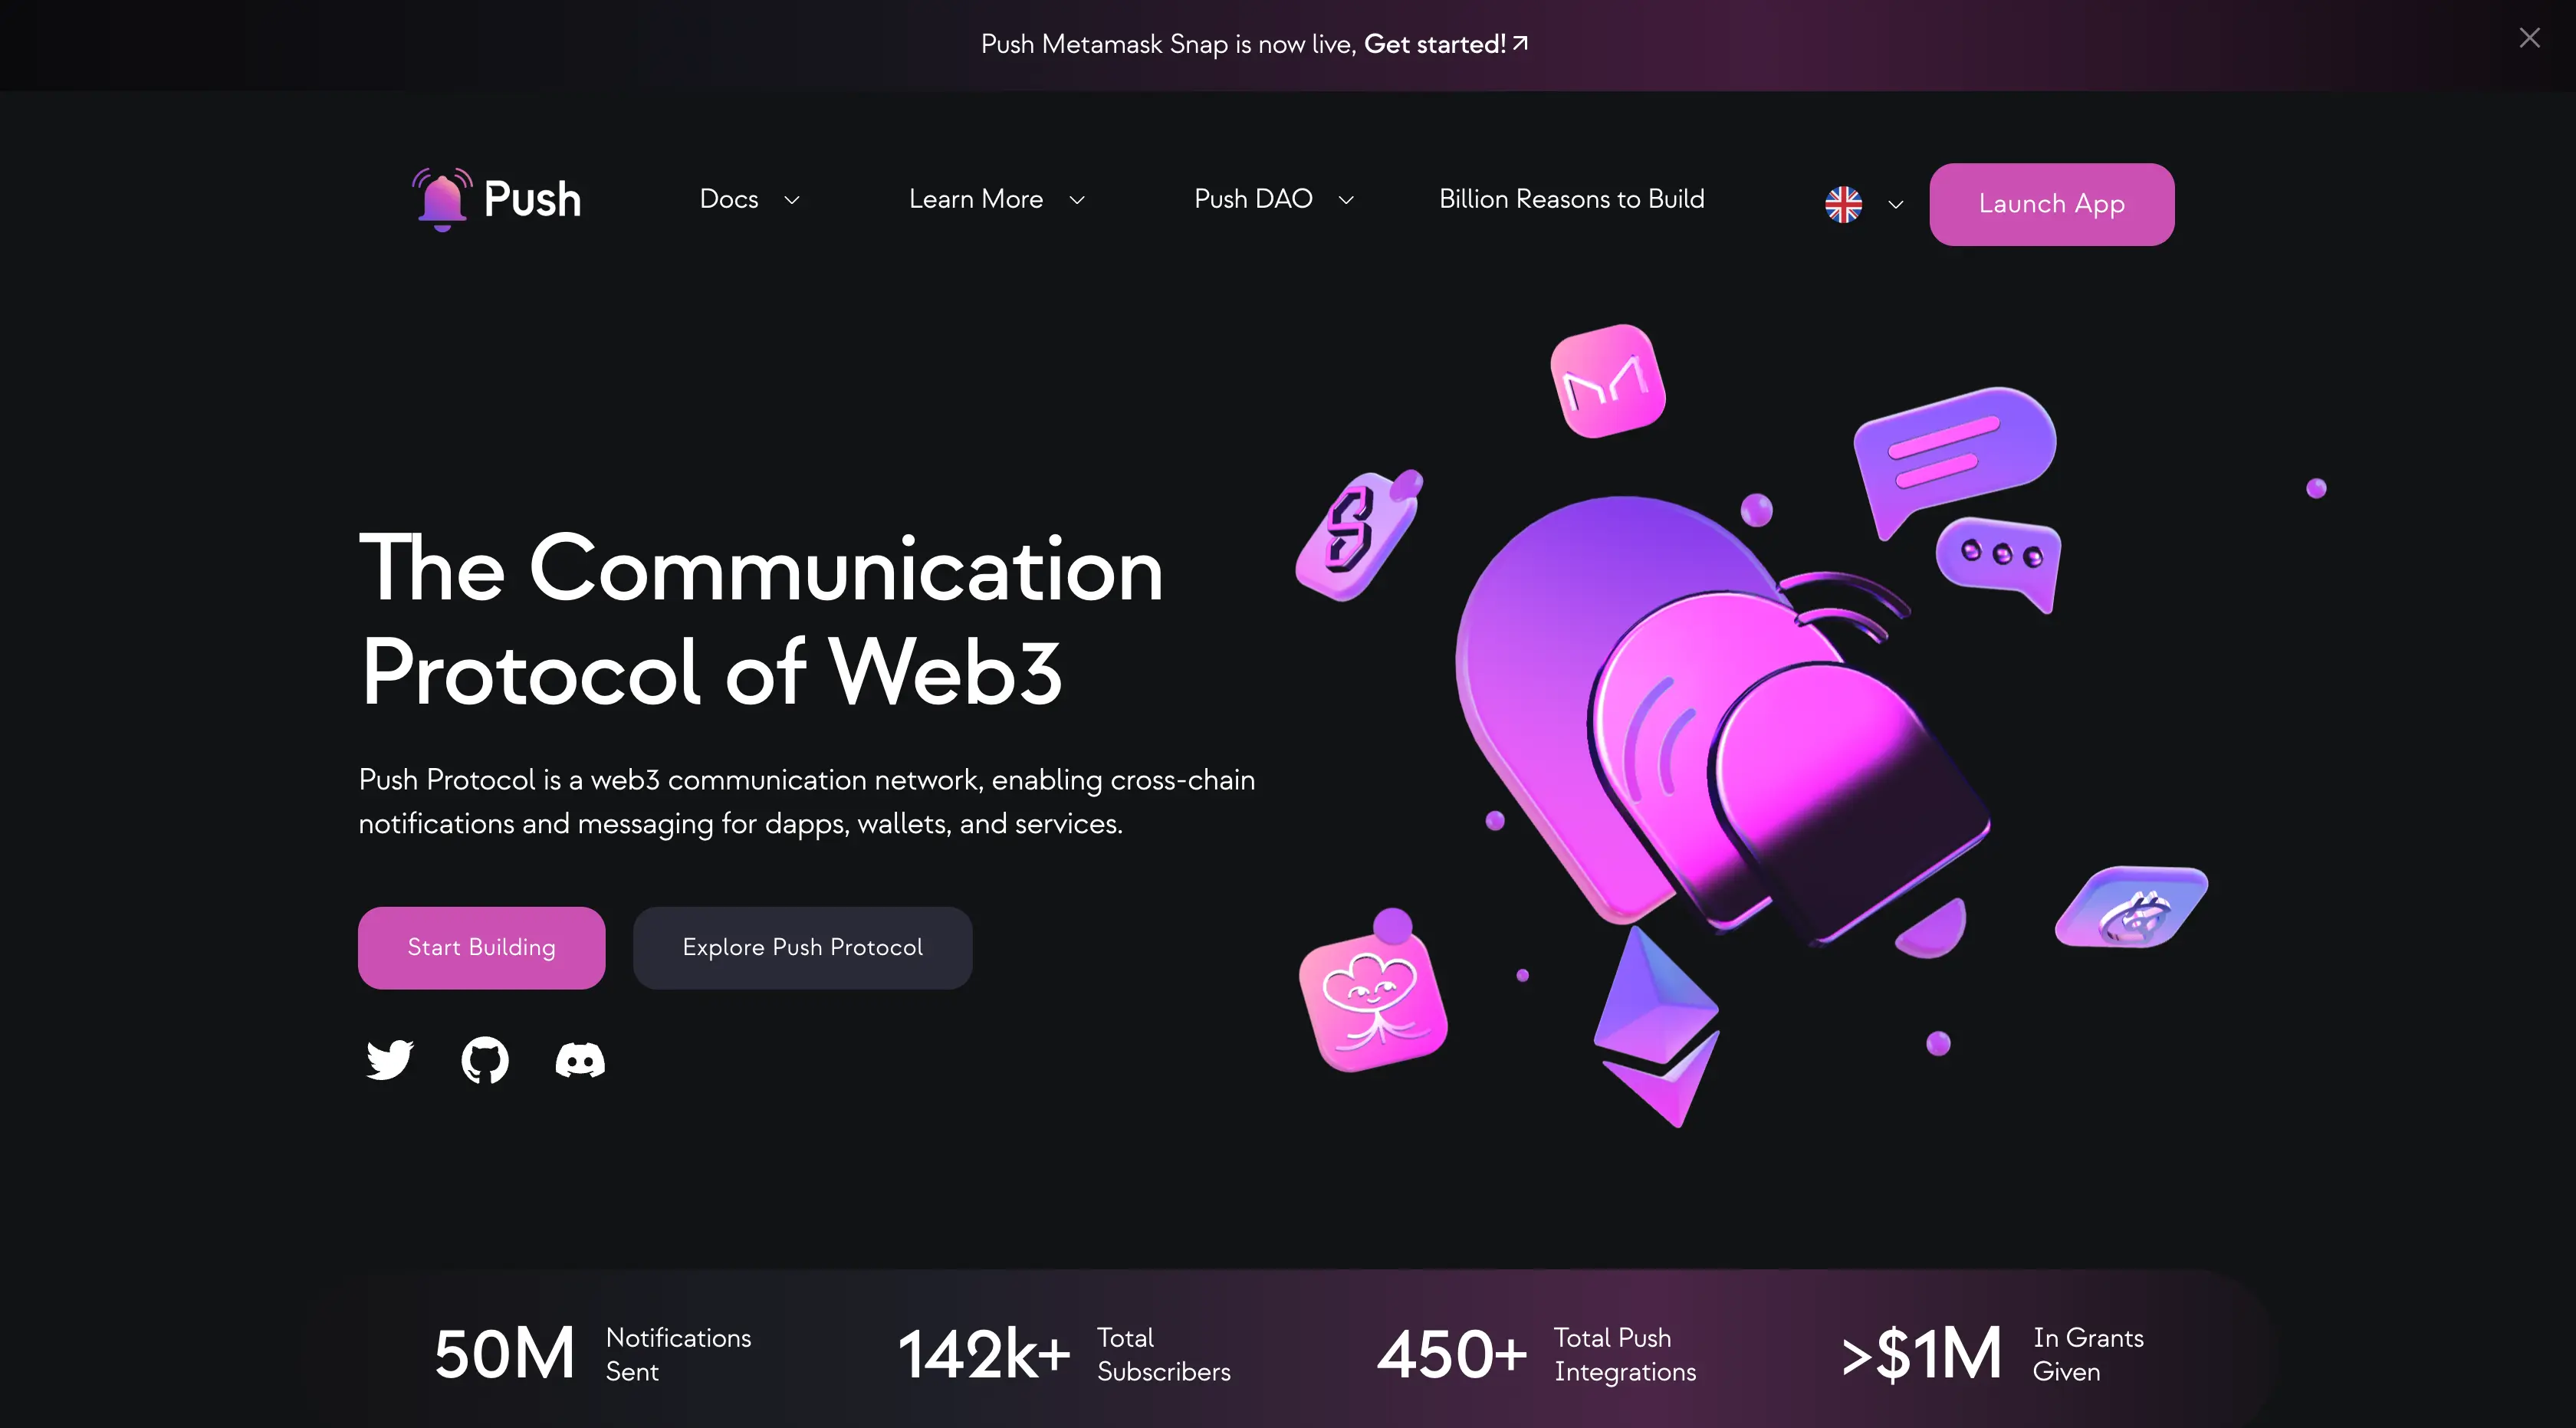 Push Metamask Snap is now live, Get started!
Push
Docs
Learn More
Push DAO
Billion Reasons to Build
Launch App
The Communication
Protocol of Web3
Push Protocol is a web3 communication network, enabling cross-chain
notifications and messaging for dapps, wallets, and services.
Start Building
Explore Push Protocol
50M
Notifications
Sent
142k+
Total
Subscribers
450+
Total Push
Integrations
>$1M
In Grants
Given